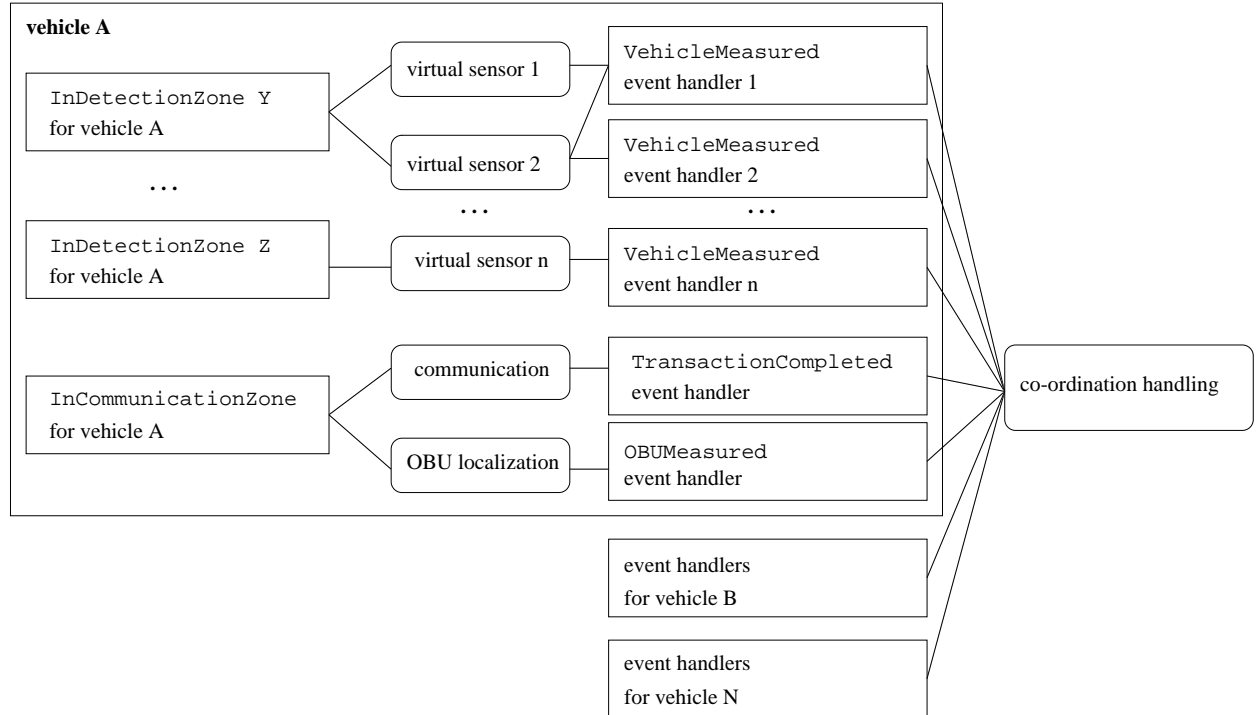 vehicle A
InDetectionZone Y
for vehicle A
...
InDetectionZone Z
for vehicle A
InCommunicationZone
for vehicle A
virtual sensor 1
virtual sensor 2
...
virtual sensor n
communication
OBU localization
VehicleMeasured
event handler 1
VehicleMeasured
event handler 2
...
VehicleMeasured
event handler n
TransactionCompleted
event handler
OBUMeasured
event handler
event handlers
for vehicle B
event handlers
for vehicle N
co-ordination handling